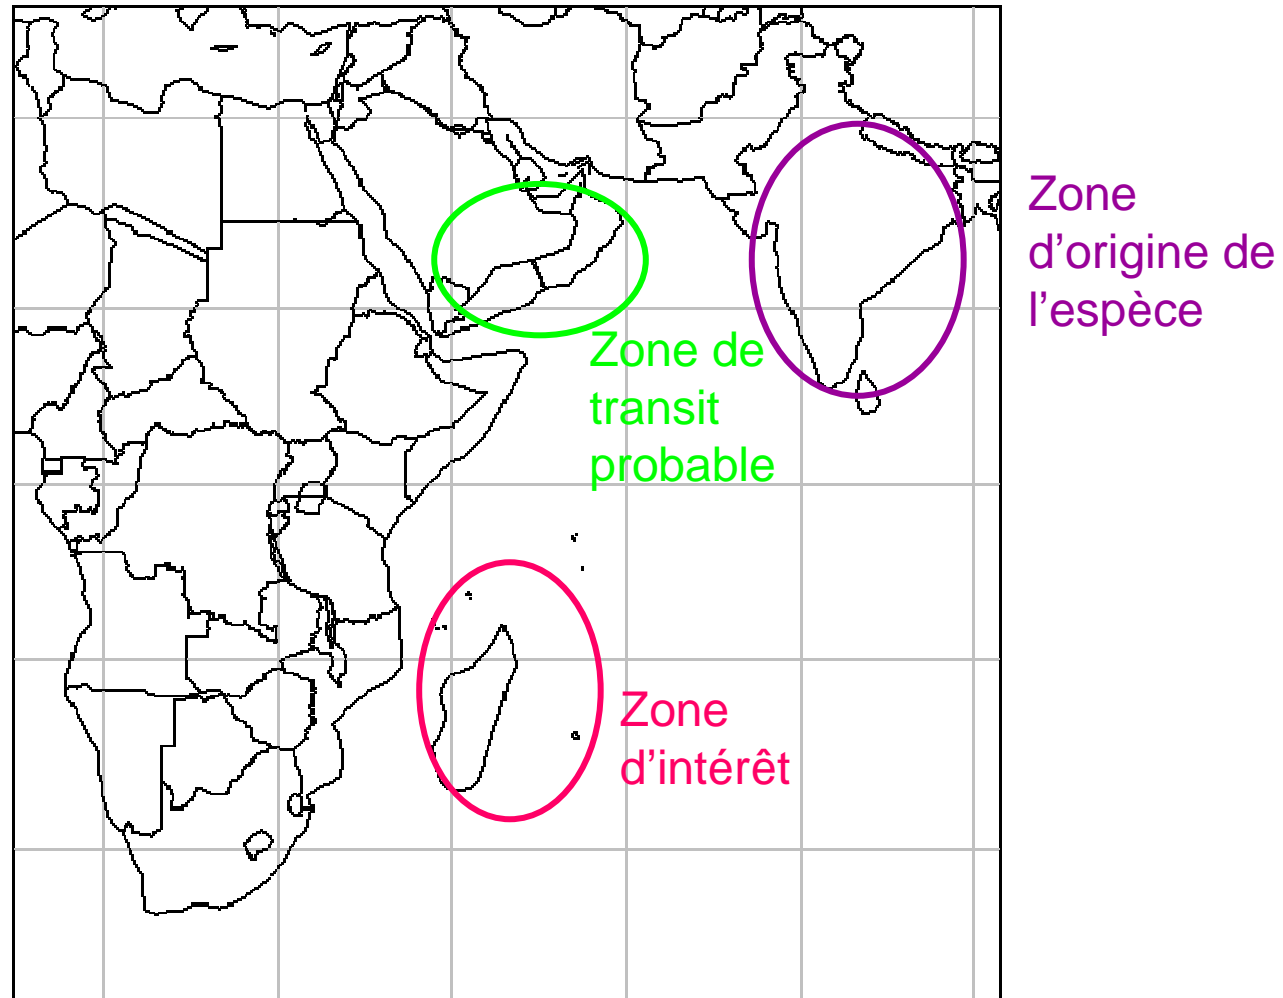 Zone
d'origine de
l'espèce
Zone de
transit
probable
Zone
d'intérêt